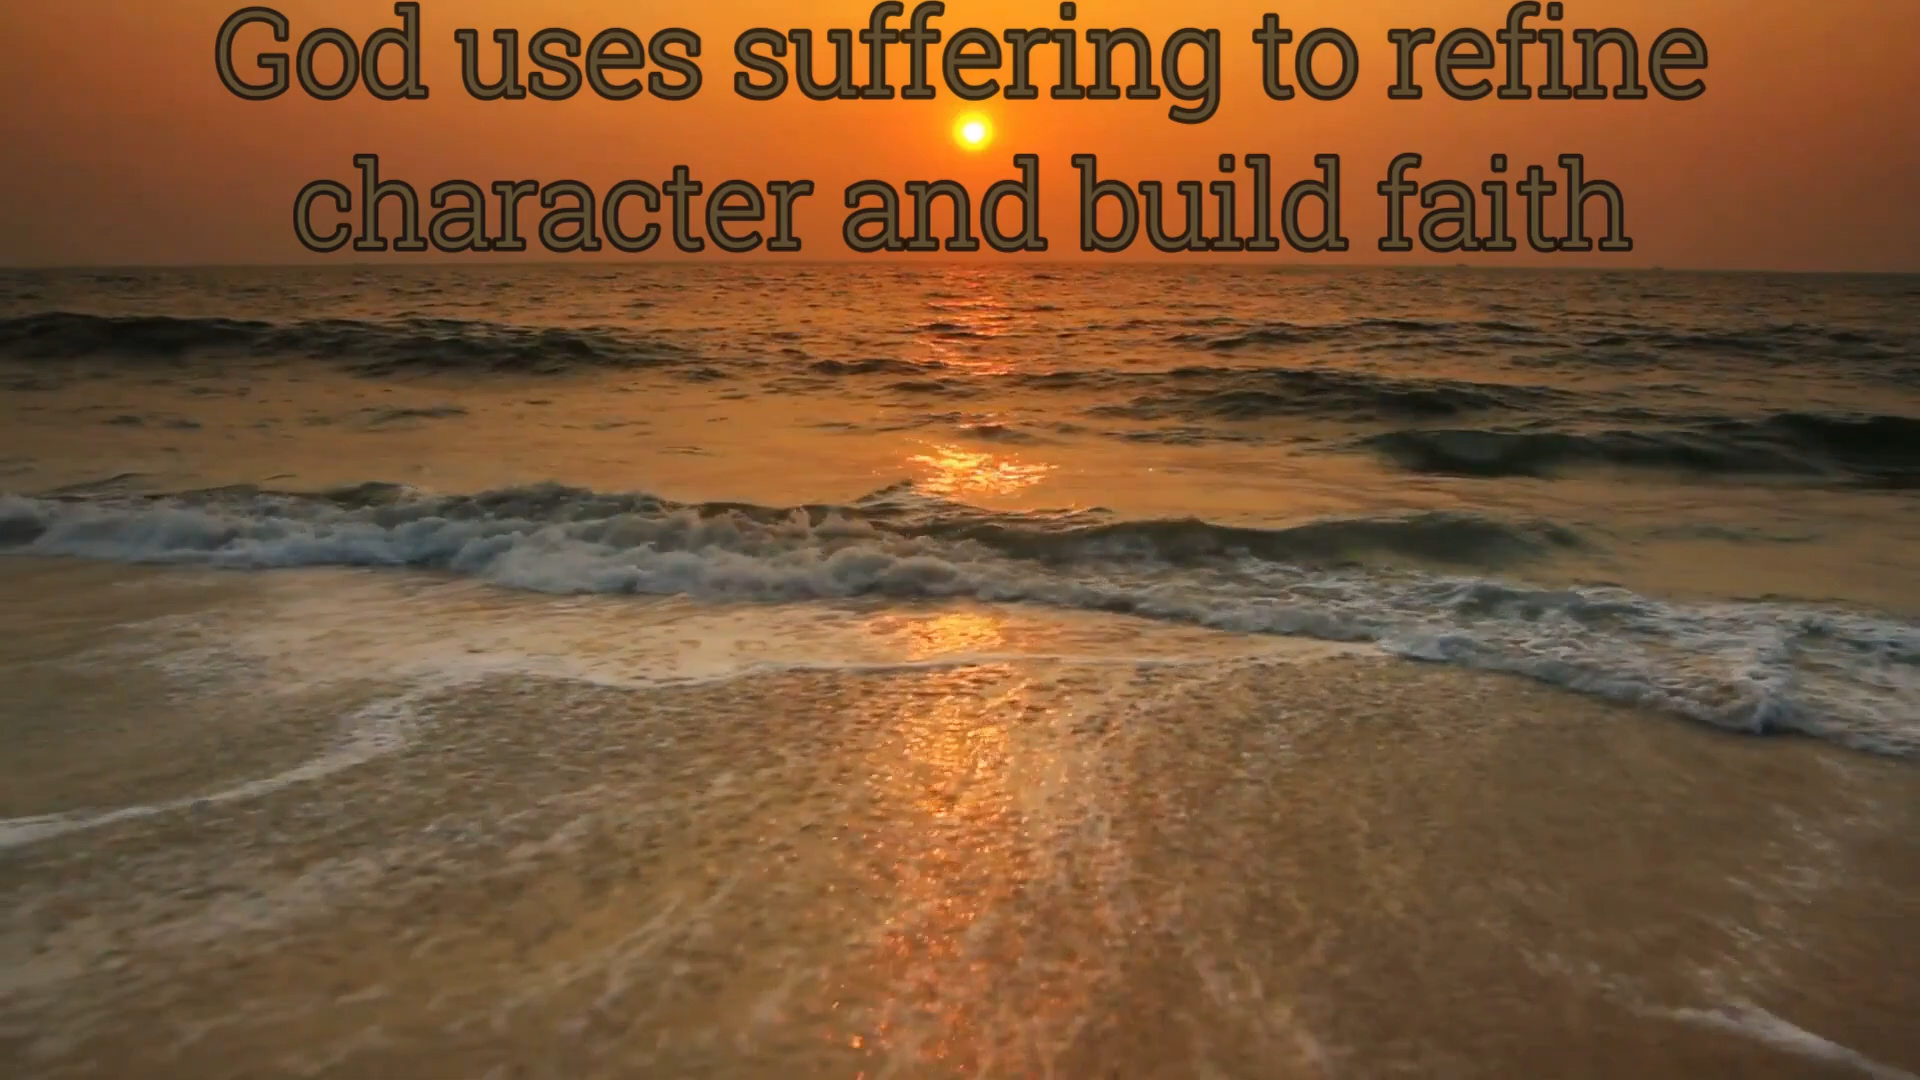 God uses suffering to refine
character and build faith